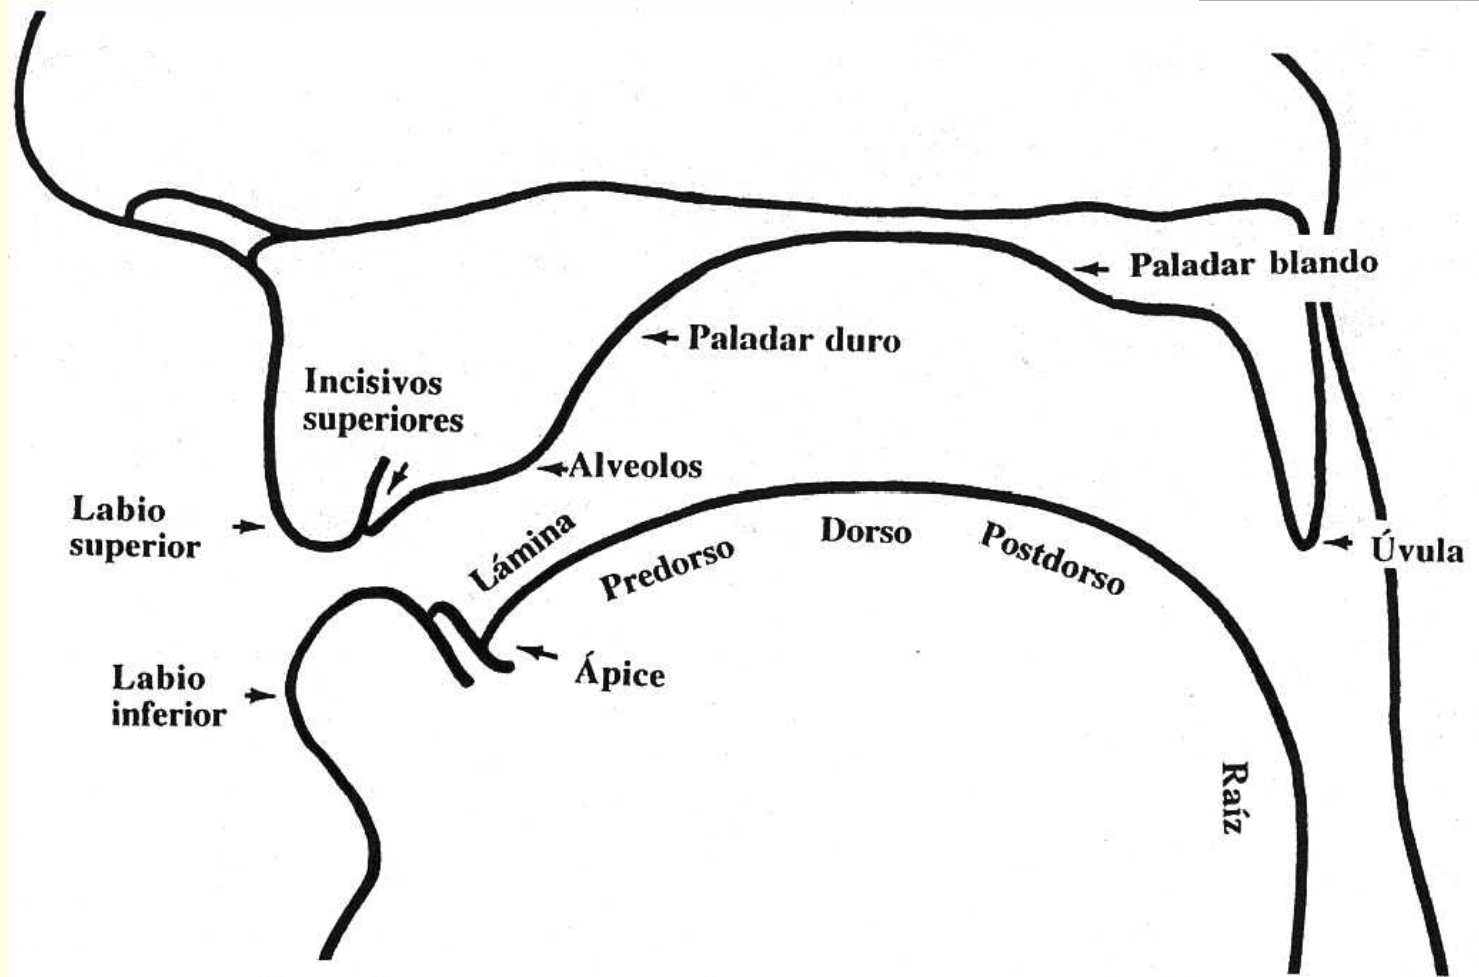 Paladar blando
Paladar duro
Incisivos
superiores
Alveolos
Labio
superior
Lámina
Predorso
Dorso
Postdorso
Úvula
Ápice
Labio
inferior
Raíz